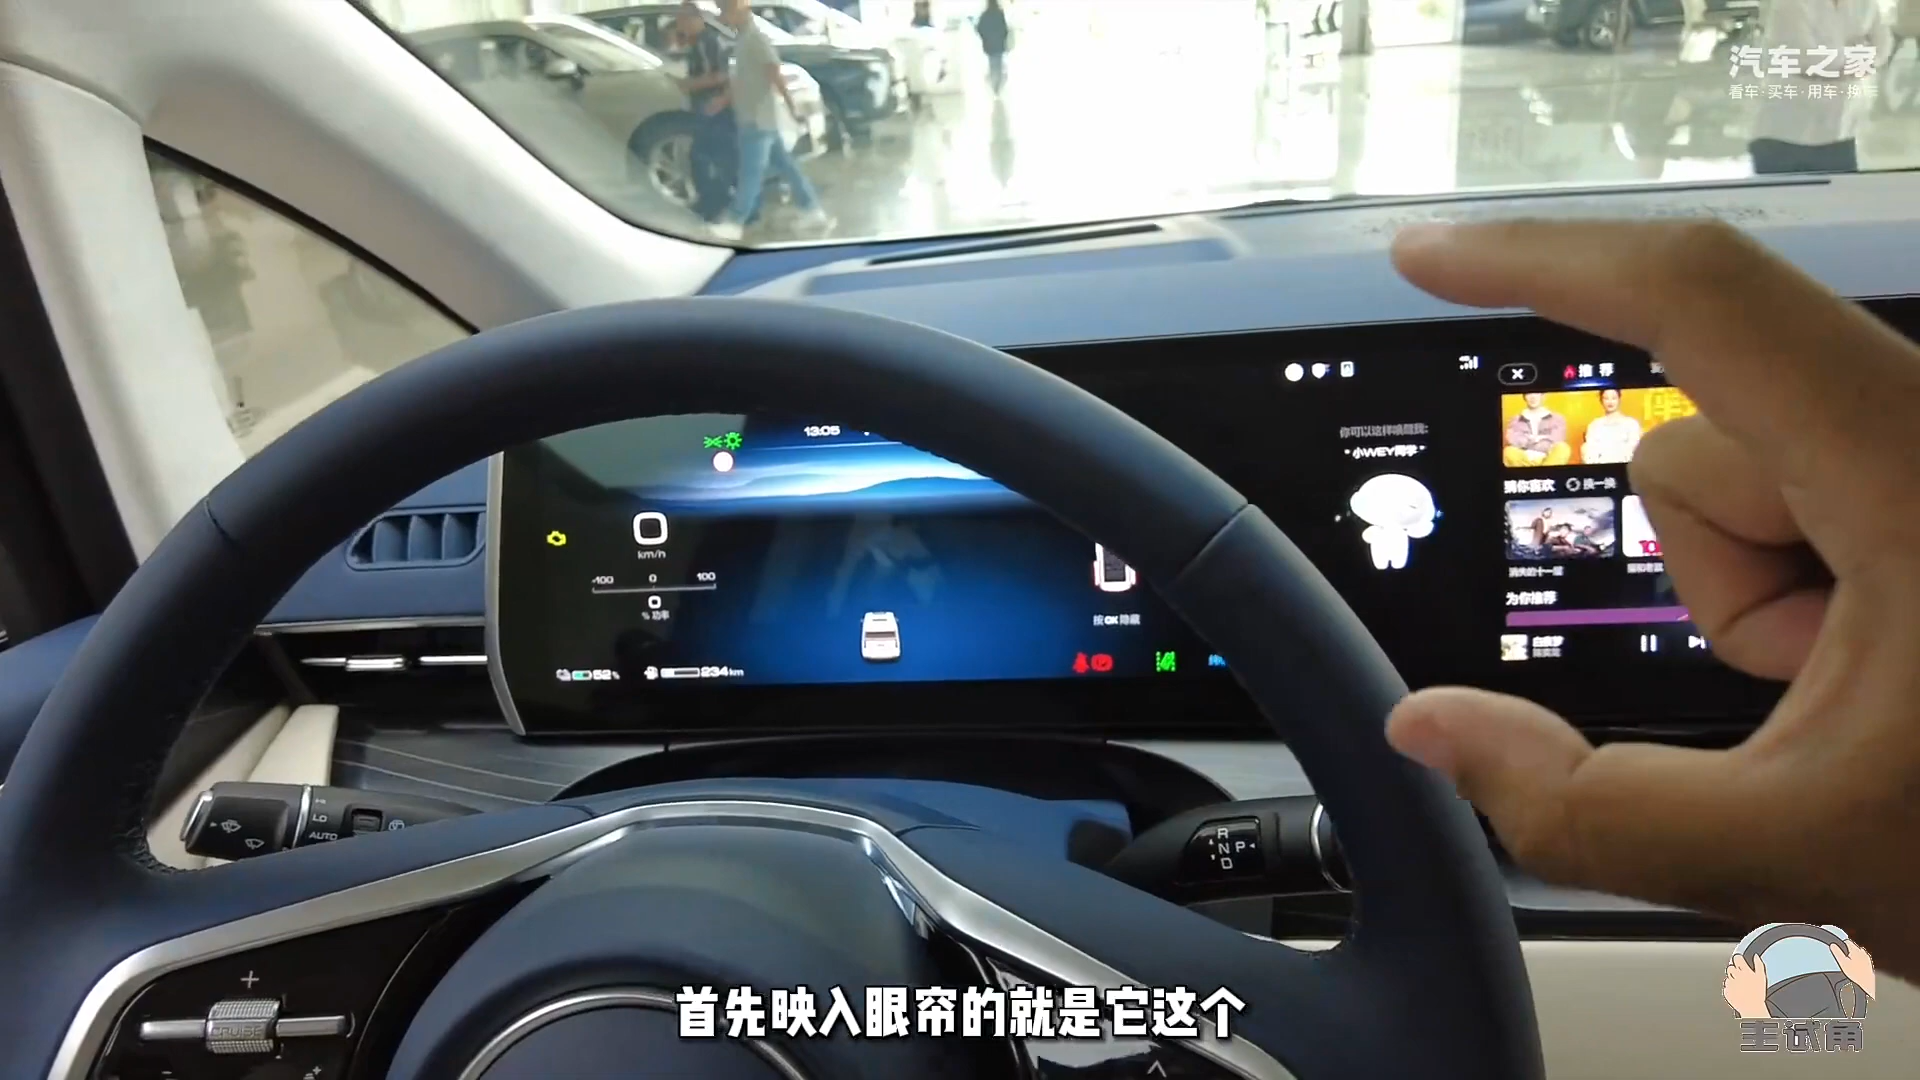 汽车之家
看车·买车·用车·换车
13:05
推荐
你可以这样唤醒我:
"小WEY同学"
0
km/h
-100 0 100
0
% 功率
猜你喜欢 换一换
为你推荐
按OK隐藏
52%
234km
LO
AUTO
R
N P
D
CRUISE
首先映入眼帘的就是它这个
主试角